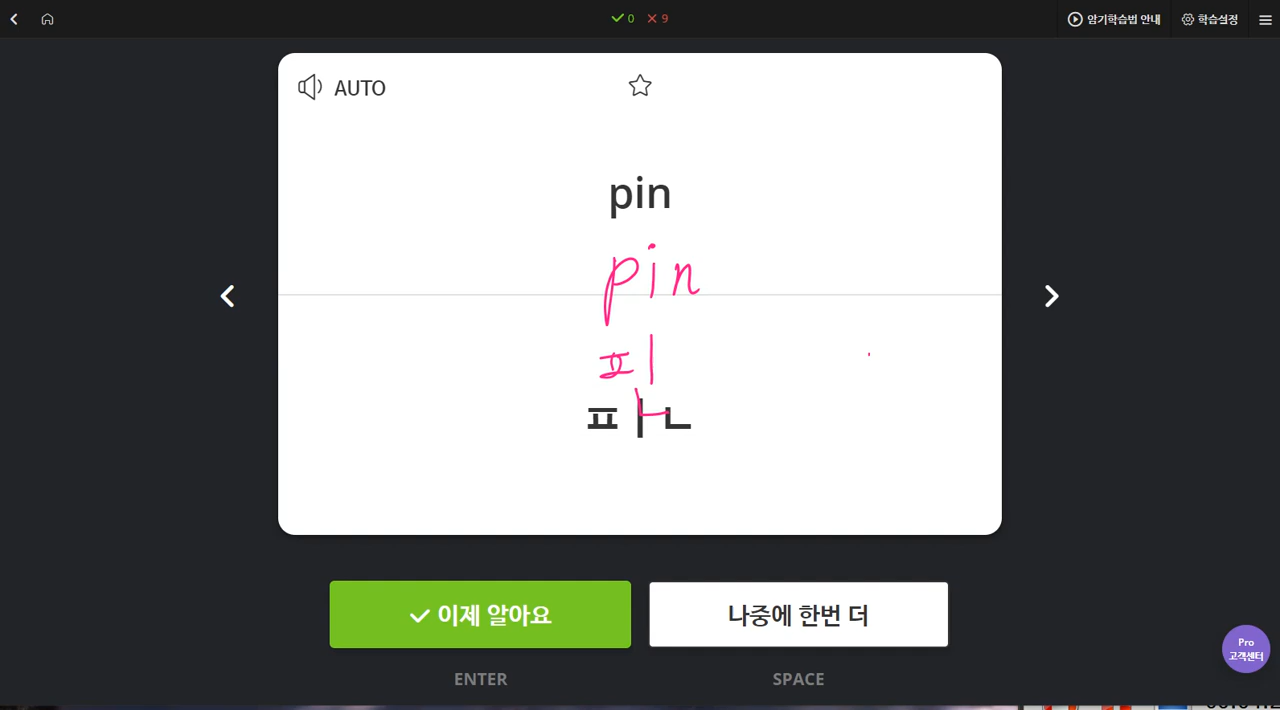 0 9 암기학습법 안내 학습설정
AUTO
pin
pin
피ㄴ
ㅍㅣㄴ
이제 알아요 나중에 한번 더
ENTER SPACE
Pro
고객센터